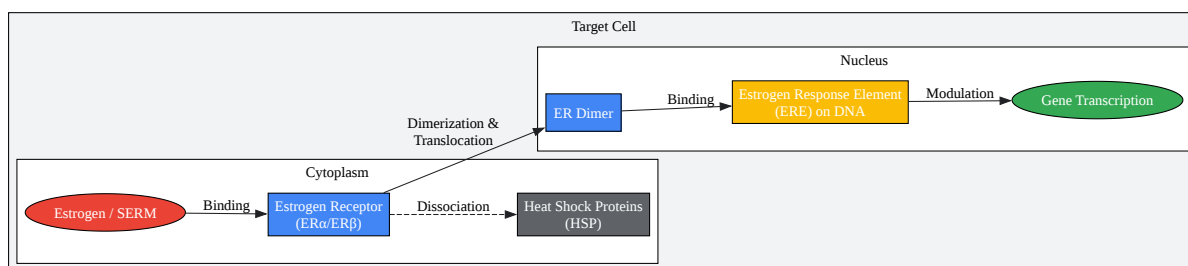 Target Cell
Nucleus
ER Dimer
Binding
Estrogen Response Element
(ERE) on DNA
Modulation
Gene Transcription
Dimerization &
Translocation
Cytoplasm
Estrogen / SERM
Binding
Estrogen Receptor
(ERα/ERβ)
Dissociation
Heat Shock Proteins
(HSP)